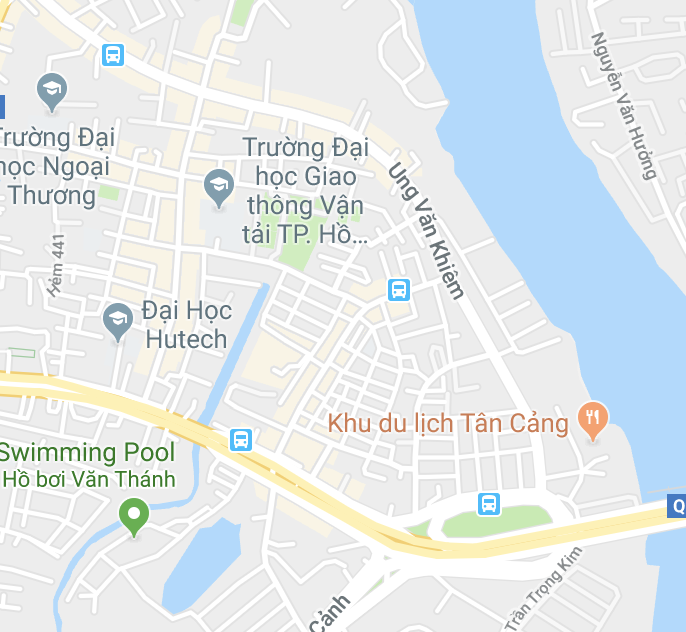 Nguyễn Văn Hưởng
Trường Đại
học Ngoại
Thương
Trường Đại
học Giao
thông Vận
tải TP. Hồ...
Ung Văn Khiêm
Hẻm 441
Đại Học
Hutech
Khu du lịch Tân Cảng
Swimming Pool
Hồ bơi Văn Thánh
Q
Trần Trọng Kim
Cảnh